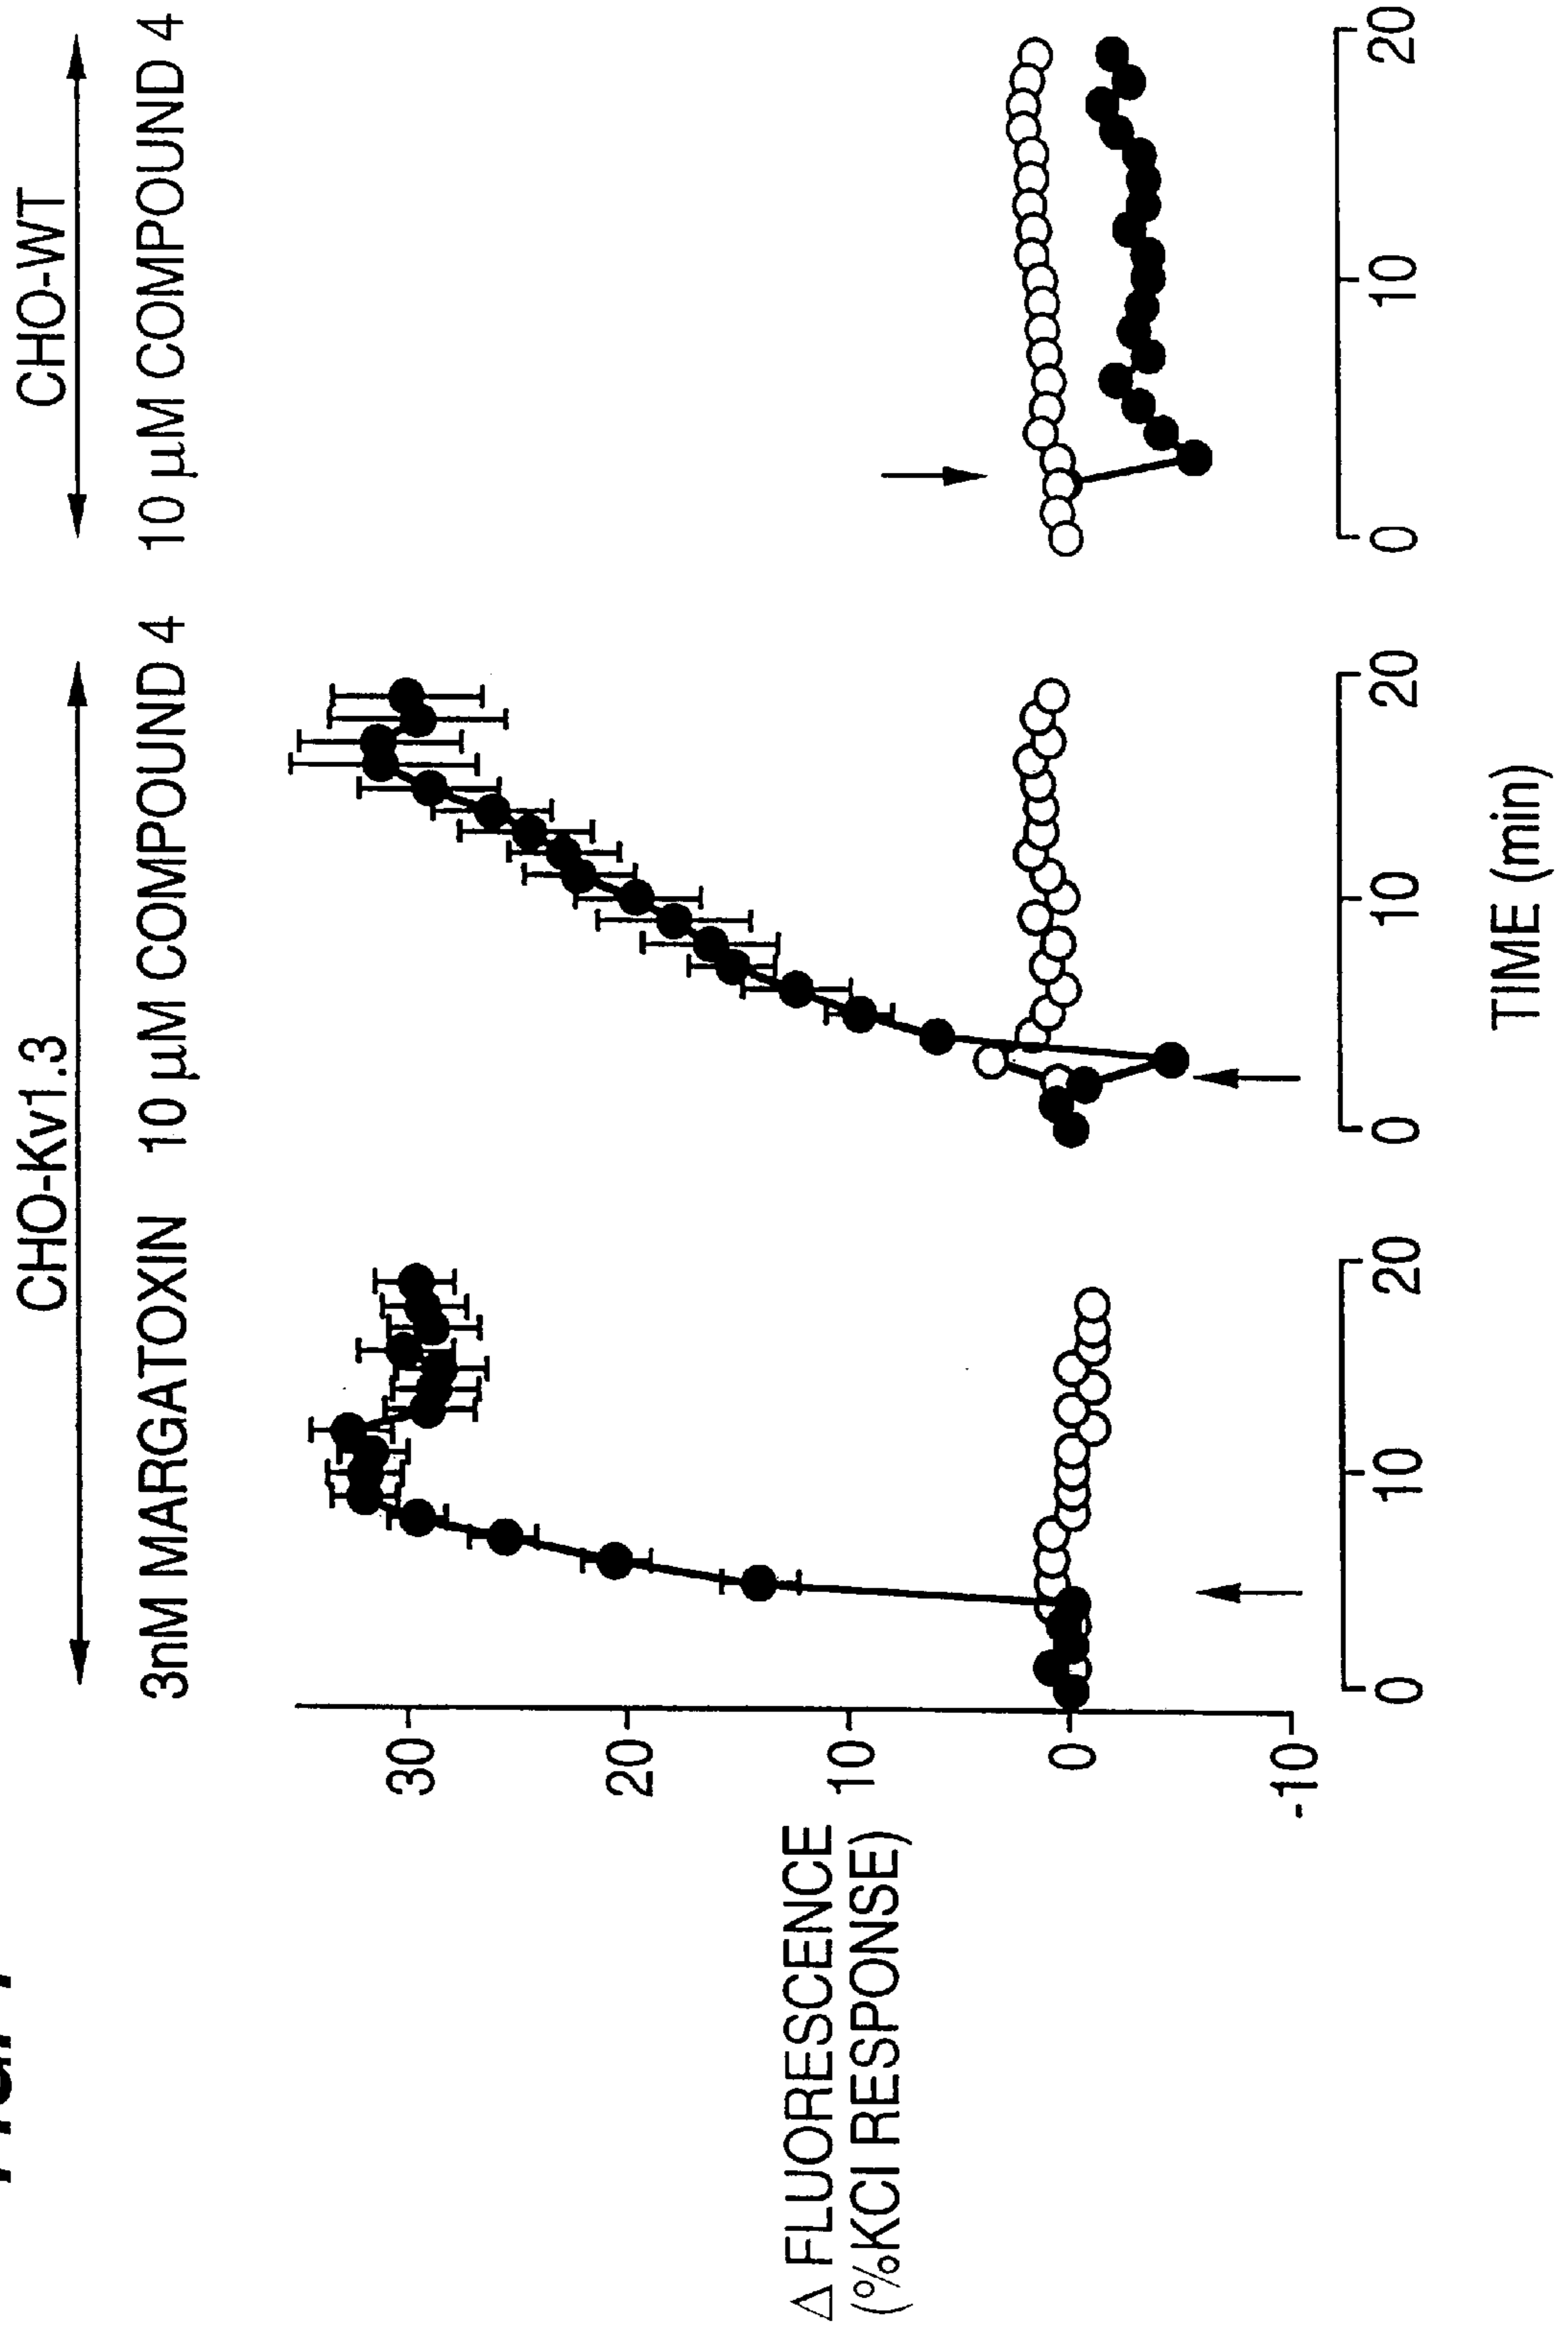 CHO-Kv1.3 CHO-WT
3nM MARGATOXIN 10 µM COMPOUND 4 10 µM COMPOUND 4
30
20
10
0
-10
Δ FLUORESCENCE
(%KCl RESPONSE)
0 10 20 0 10 20 0 10 20
TIME (min)